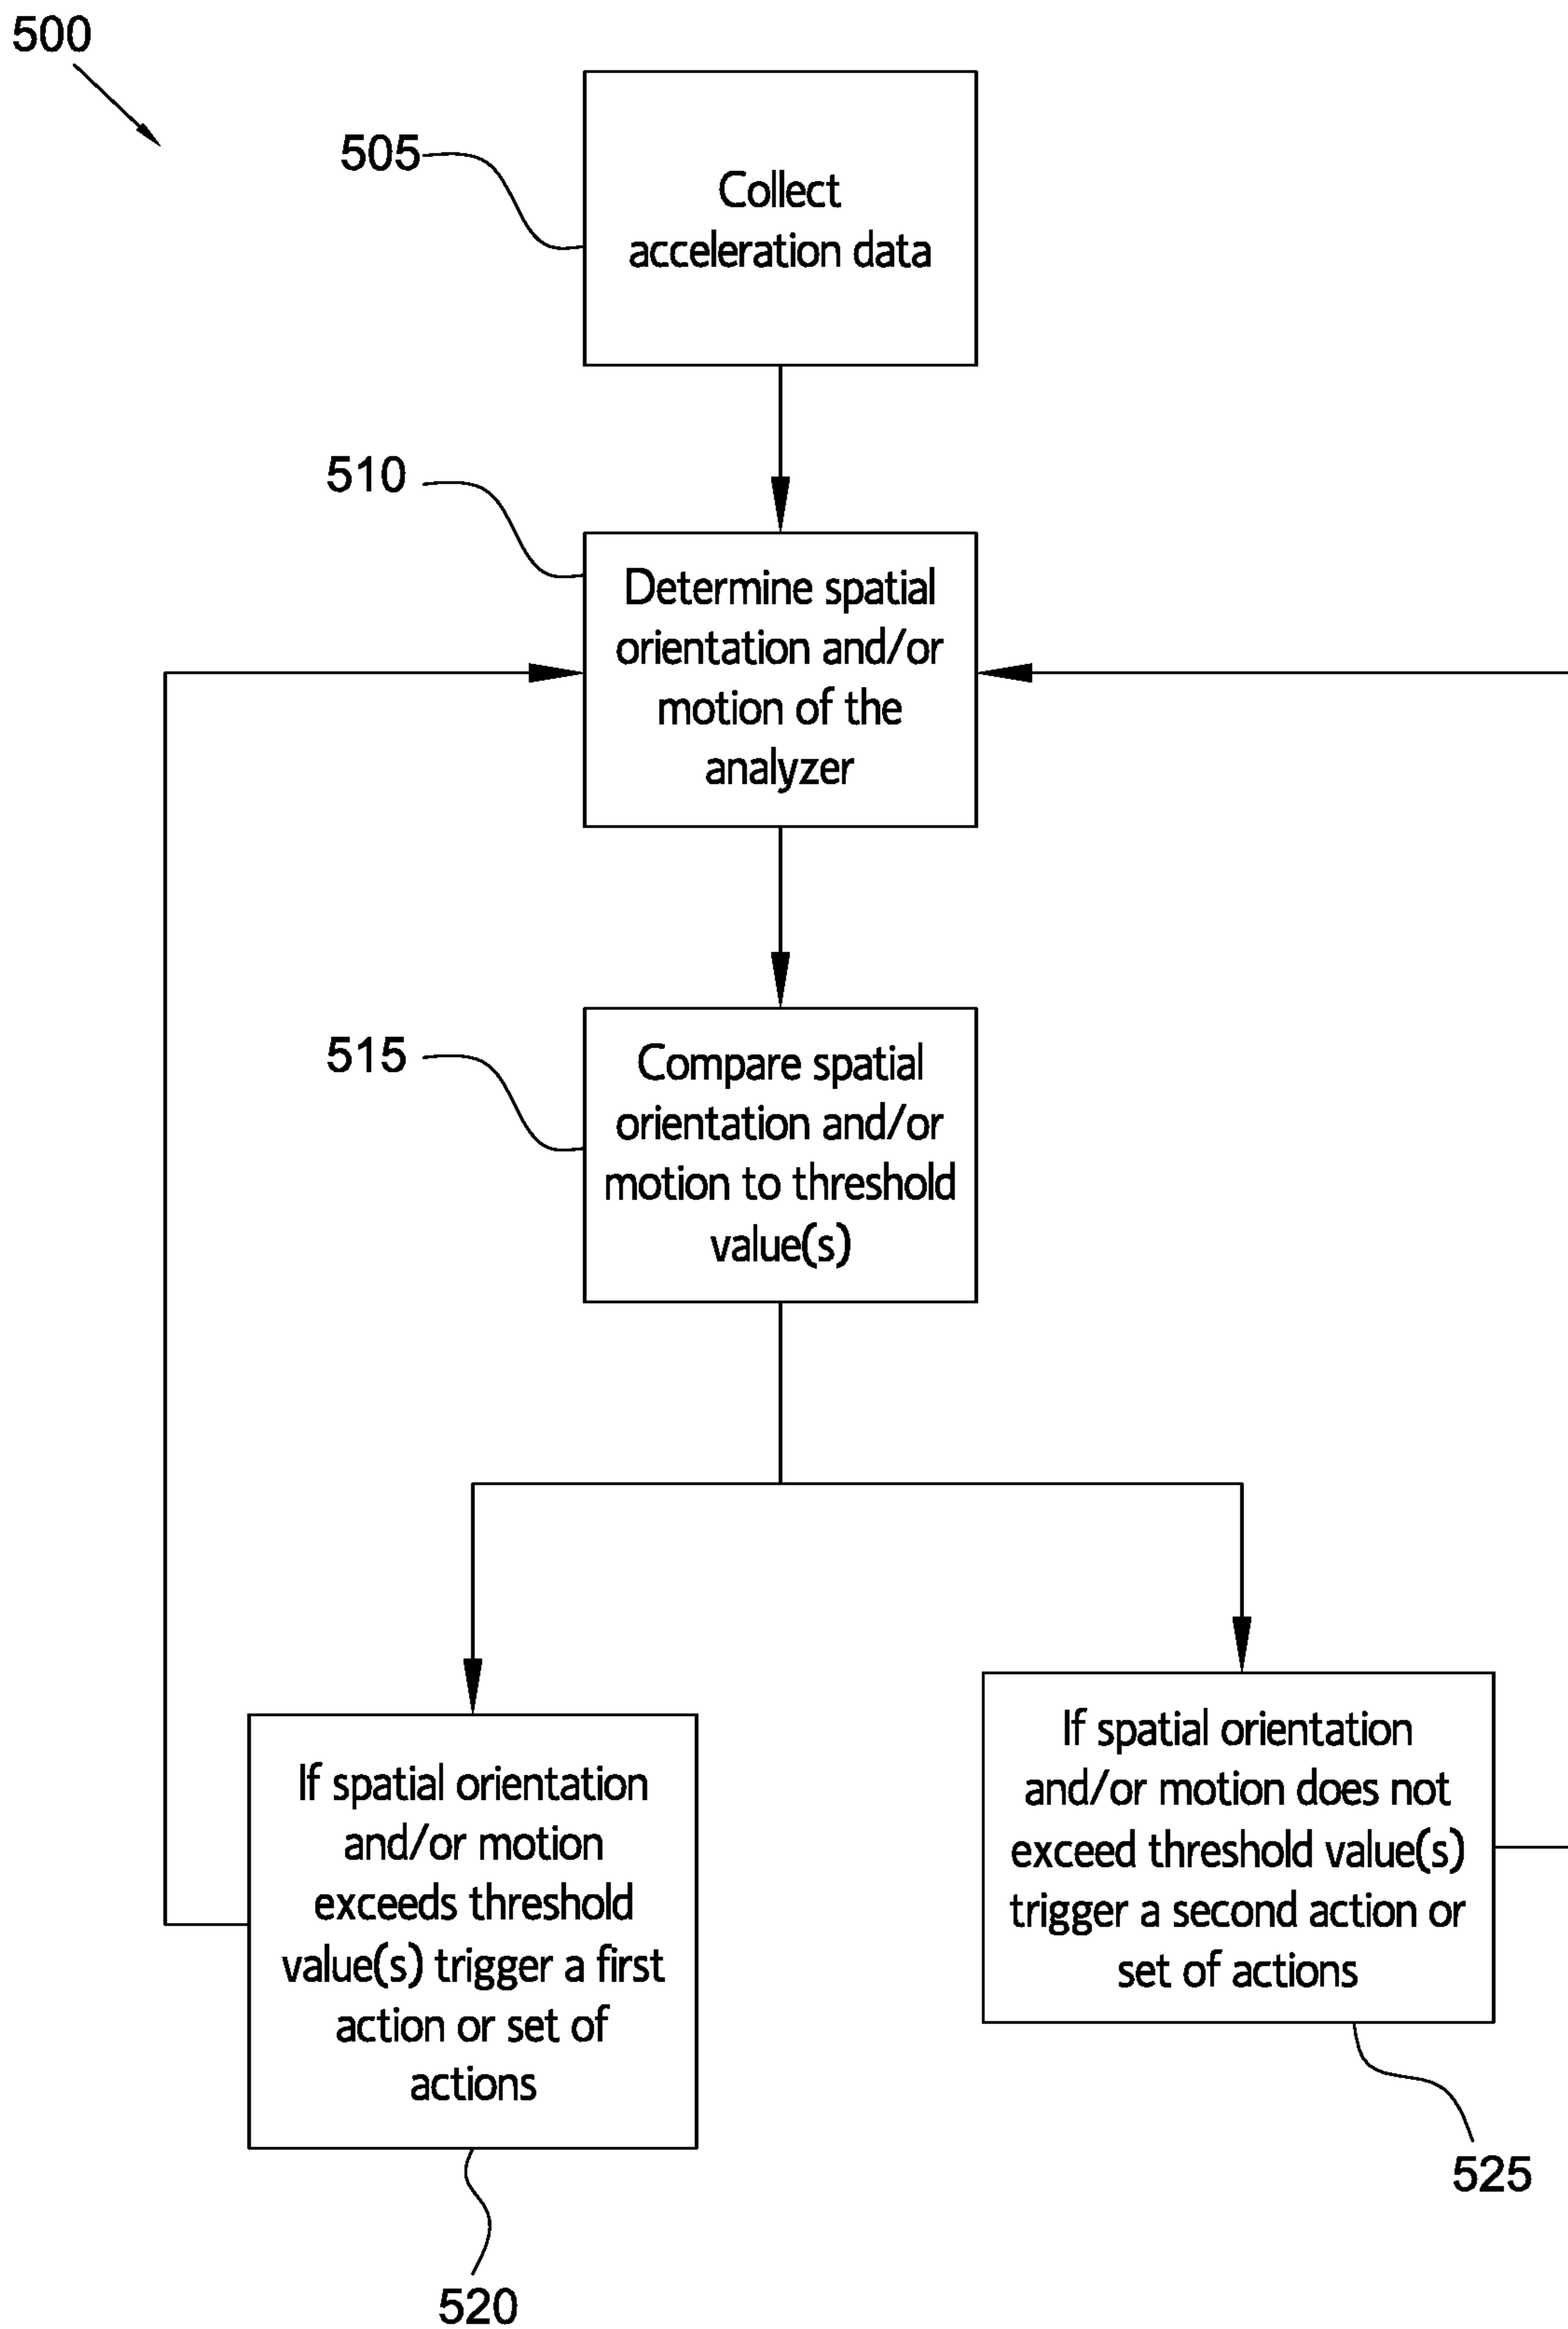 500
505
Collect
acceleration data
510
Determine spatial
orientation and/or
motion of the
analyzer
515
Compare spatial
orientation and/or
motion to threshold
value(s)
If spatial orientation
and/or motion
exceeds threshold
value(s) trigger a first
action or set of
actions
520
If spatial orientation
and/or motion does not
exceed threshold value(s)
trigger a second action or
set of actions
525